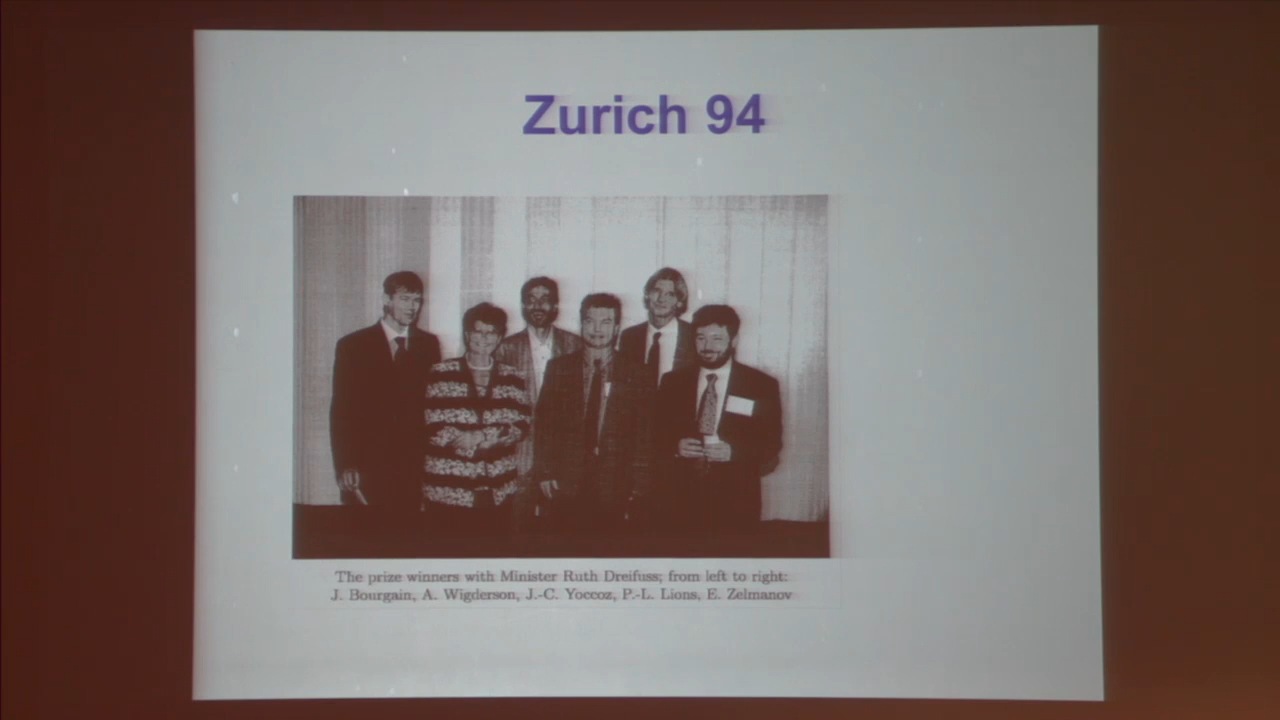 Zurich 94
The prize winners with Minister Ruth Dreifuss; from left to right:
J. Bourgain, A. Wigderson, J.-C. Yoccoz, P.-L. Lions, E. Zelmanov